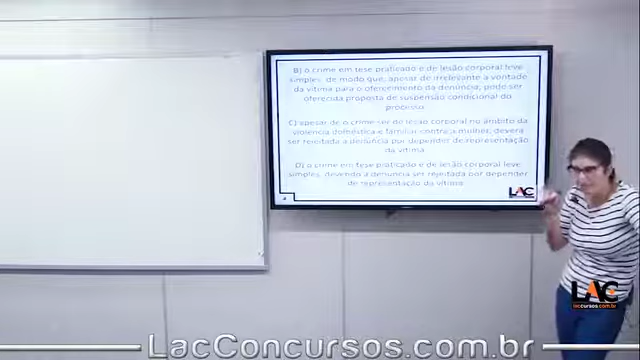 B) o crime em tese praticado é de lesão corporal leve
simples, de modo que, apesar de irrelevante a vontade
da vítima para o oferecimento da denúncia, pode ser
oferecida proposta de suspensão condicional do
processo.
C) apesar de o crime ser de lesão corporal no âmbito da
violência doméstica e familiar contra a mulher, deverá
ser rejeitada a denúncia por depender de representação
da vítima.
D) o crime em tese praticado é de lesão corporal leve
simples, devendo a denúncia ser rejeitada por depender
de representação da vítima.
LAC
LAC
laccursos.com.br
LacConcursos.com.br